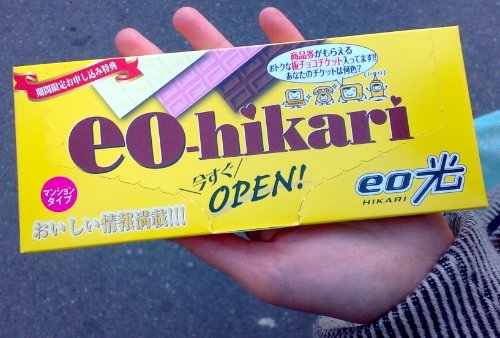 期間限定お申し込み特典
商品券がもらえる
おトクな板チョコチケット入ってます!!
あなたのチケットは何色?
eo-hikari
今すぐ
OPEN!
マンション
タイプ
おいしい情報満載!!!
eo光
HIKARI